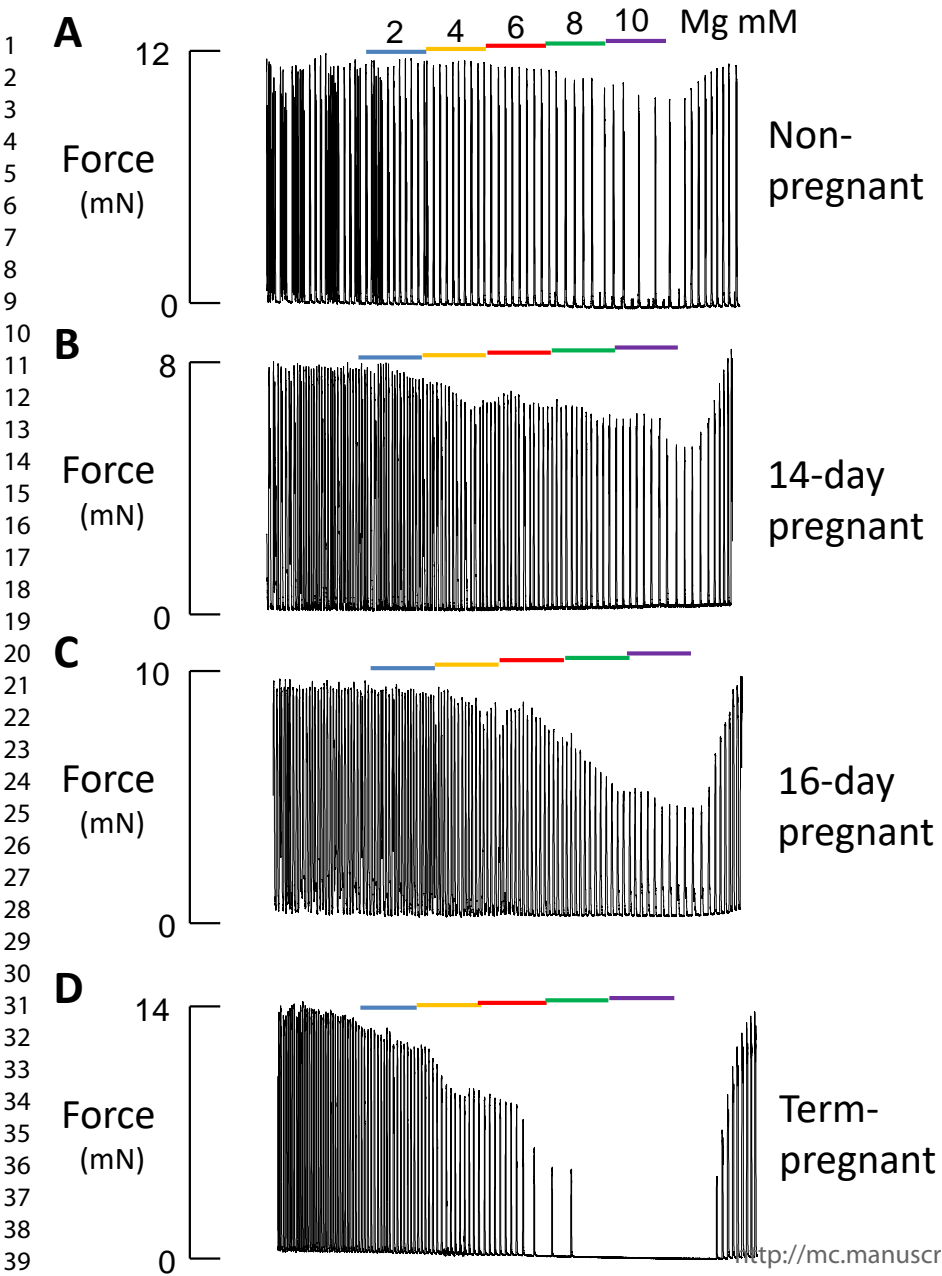 A
2 4 6 8 10 Mg mM
12
Force
(mN)
0
Non-
pregnant
B
8
Force
(mN)
0
14-day
pregnant
C
10
Force
(mN)
0
16-day
pregnant
D
14
Force
(mN)
0
Term-
pregnant
1
2
3
4
5
6
7
8
9
10
11
12
13
14
15
16
17
18
19
20
21
22
23
24
25
26
27
28
29
30
31
32
33
34
35
36
37
38
39
http://mc.manuscr